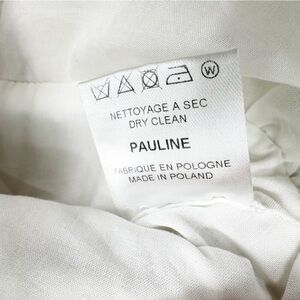 W
NETTOYAGE A SEC
DRY CLEAN
PAULINE
FABRIQUE EN POLOGNE
MADE IN POLAND